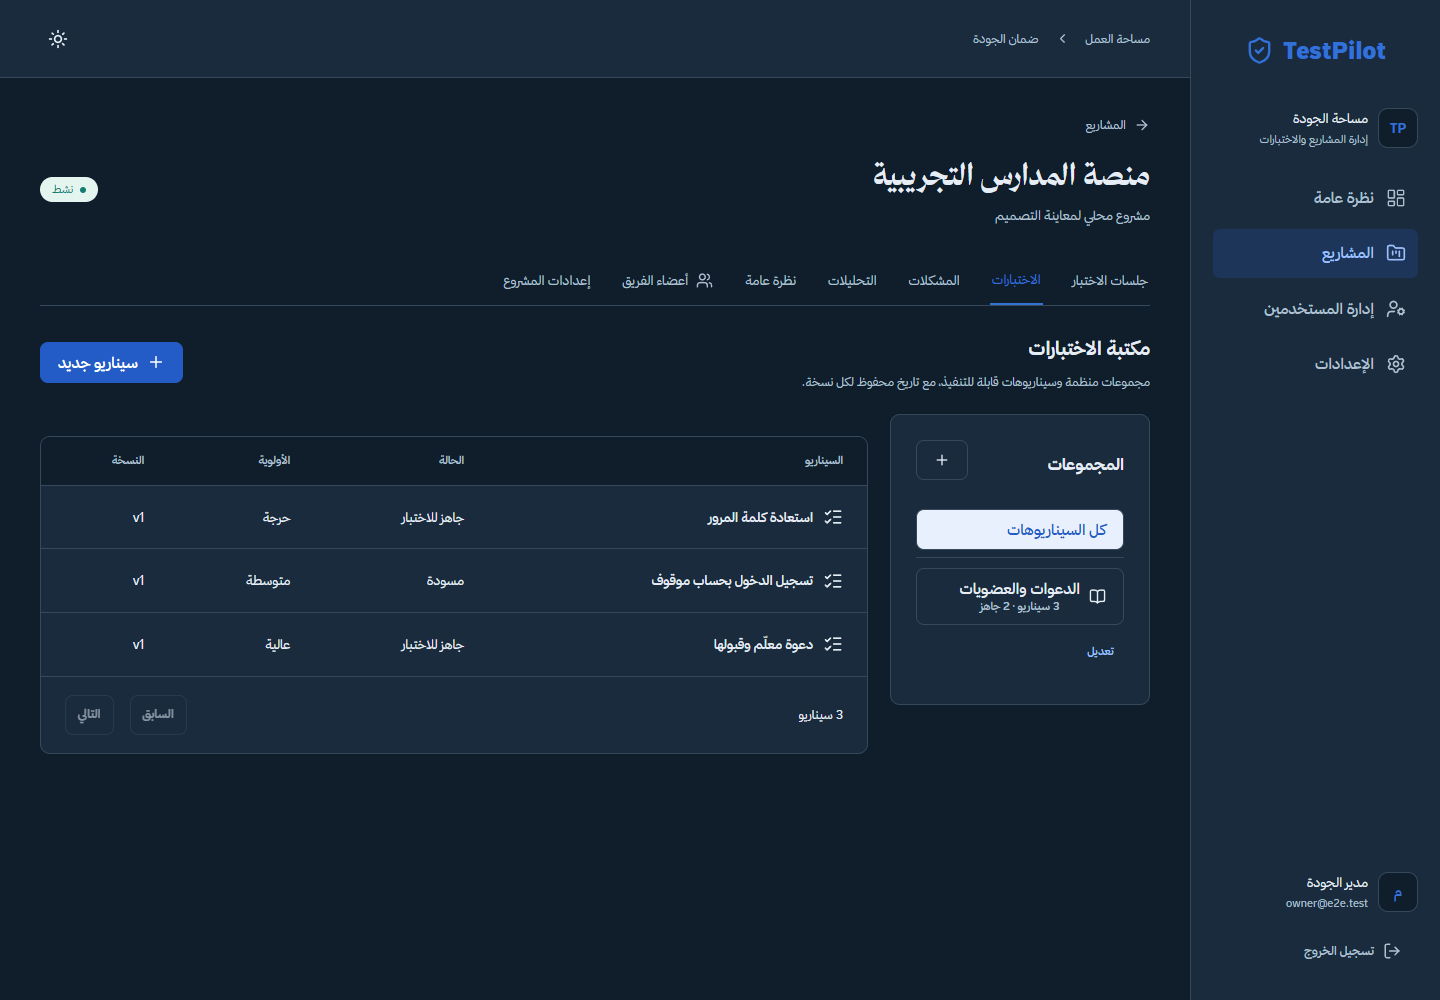 TestPilot
TP
مساحة الجودة
إدارة المشاريع والاختبارات
نظرة عامة
المشاريع
إدارة المستخدمين
الإعدادات
م
مدير الجودة
owner@e2e.test
تسجيل الخروج
مساحة العمل
ضمان الجودة
المشاريع
منصة المدارس التجريبية
نشط
مشروع محلي لمعاينة التصميم
جلسات الاختبار
الاختبارات
المشكلات
التحليلات
نظرة عامة
أعضاء الفريق
إعدادات المشروع
مكتبة الاختبارات
مجموعات منظمة وسيناريوهات قابلة للتنفيذ، مع تاريخ محفوظ لكل نسخة.
سيناريو جديد
المجموعات
كل السيناريوهات
الدعوات والعضويات
3 سيناريو · 2 جاهز
تعديل
السيناريو الحالة الأولوية النسخة
استعادة كلمة المرور جاهز للاختبار حرجة v1
تسجيل الدخول بحساب موقوف مسودة متوسطة v1
دعوة معلّم وقبولها جاهز للاختبار عالية v1
3 سيناريو
السابق
التالي